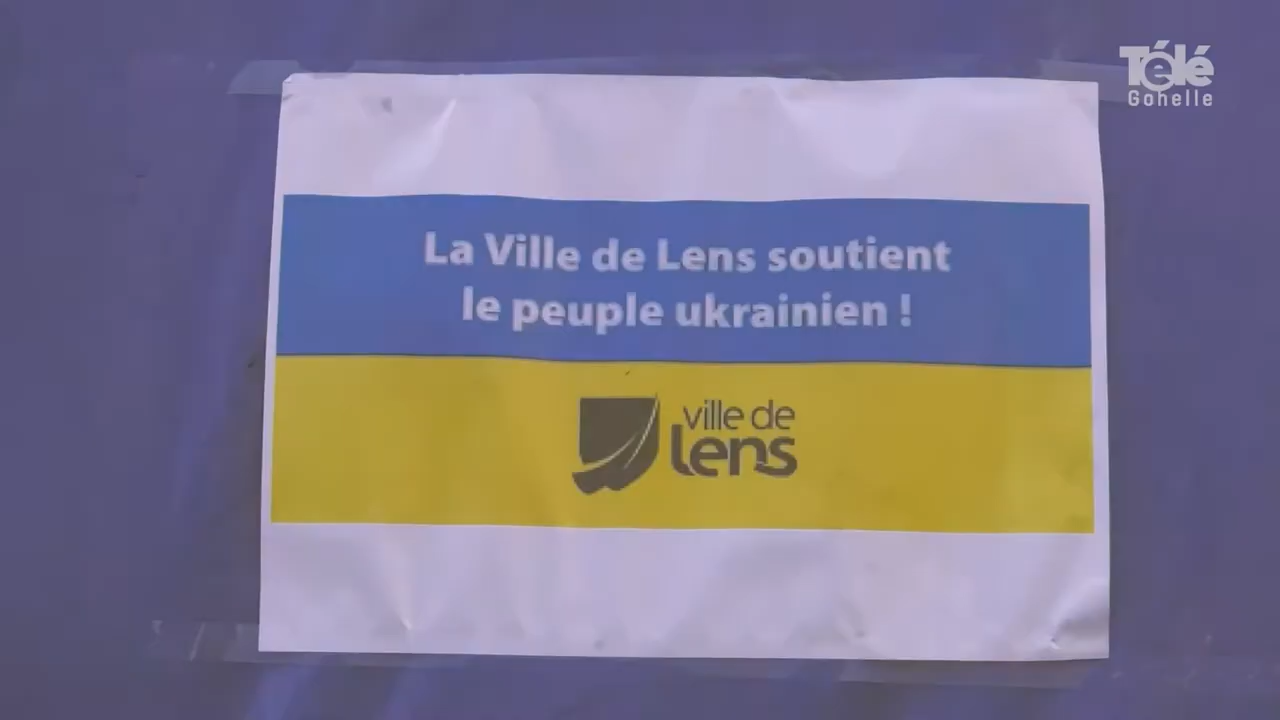 Télé
Gohelle
La Ville de Lens soutient
le peuple ukrainien !
ville de
lens